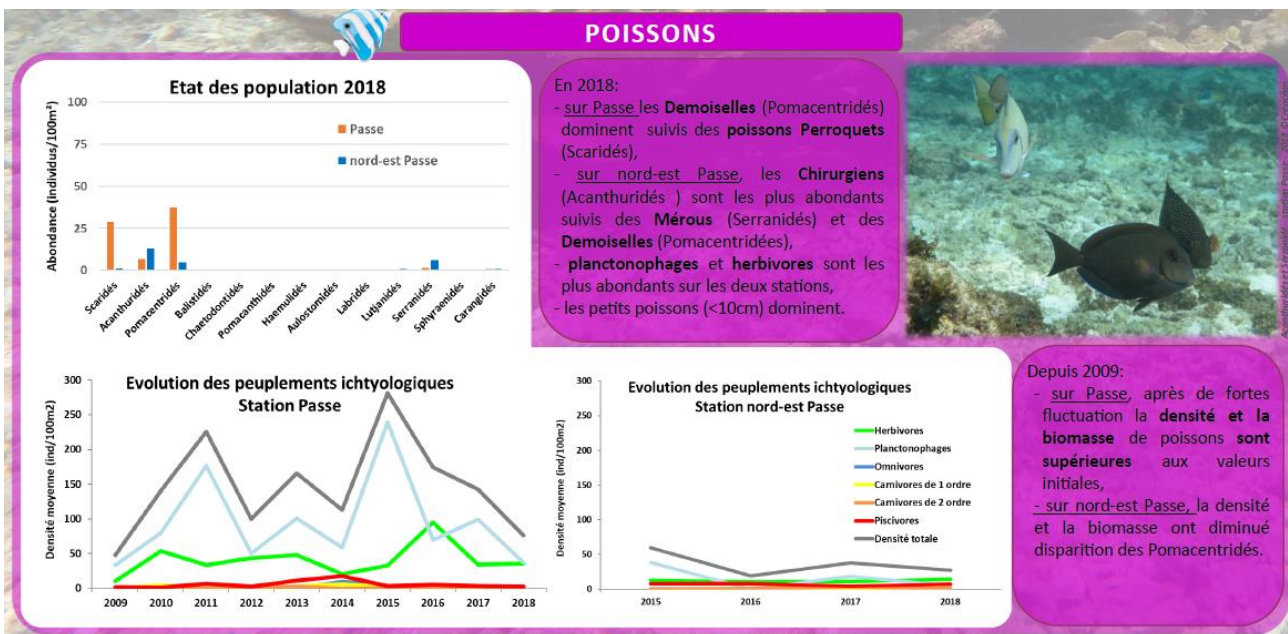 POISSONS
Etat des population 2018
Abondance (individus/100m²)
100
75
50
25
0
Passe
nord-est Passe
Scaridés
Acanthuridés
Pomacentridés
Balistidés
Chaetodontidés
Pomacanthidés
Haemulidés
Aulostomidés
Labridés
Lutjanidés
Serranidés
Sphyraenidés
Carangidés
En 2018:
- sur Passe les Demoiselles (Pomacentridés)
dominent suivis des poissons Perroquets
(Scaridés),
- sur nord-est Passe, les Chirurgiens
(Acanthuridés ) sont les plus abondants
suivis des Mérous (Serranidés) et des
Demoiselles (Pomacentridées),
- planctonophages et herbivores sont les
plus abondants sur les deux stations,
- les petits poissons (<10cm) dominent.
Evolution des peuplements ichtyologiques
Station Passe
Densité moyenne (ind/100m2)
300
250
200
150
100
50
0
2009 2010 2011 2012 2013 2014 2015 2016 2017 2018
Evolution des peuplements ichtyologiques
Station nord-est Passe
Densité moyenne (ind/100m2)
300
250
200
150
100
50
0
Herbivores
Planctonophages
Omnivores
Carnivores de 1 ordre
Carnivores de 2 ordre
Piscivores
Densité totale
2015 2016 2017 2018
Depuis 2009:
- sur Passe, après de fortes
fluctuation la densité et la
biomasse de poissons sont
supérieures aux valeurs
initiales,
- sur nord-est Passe, la densité
et la biomasse ont diminué
disparition des Pomacentridés.